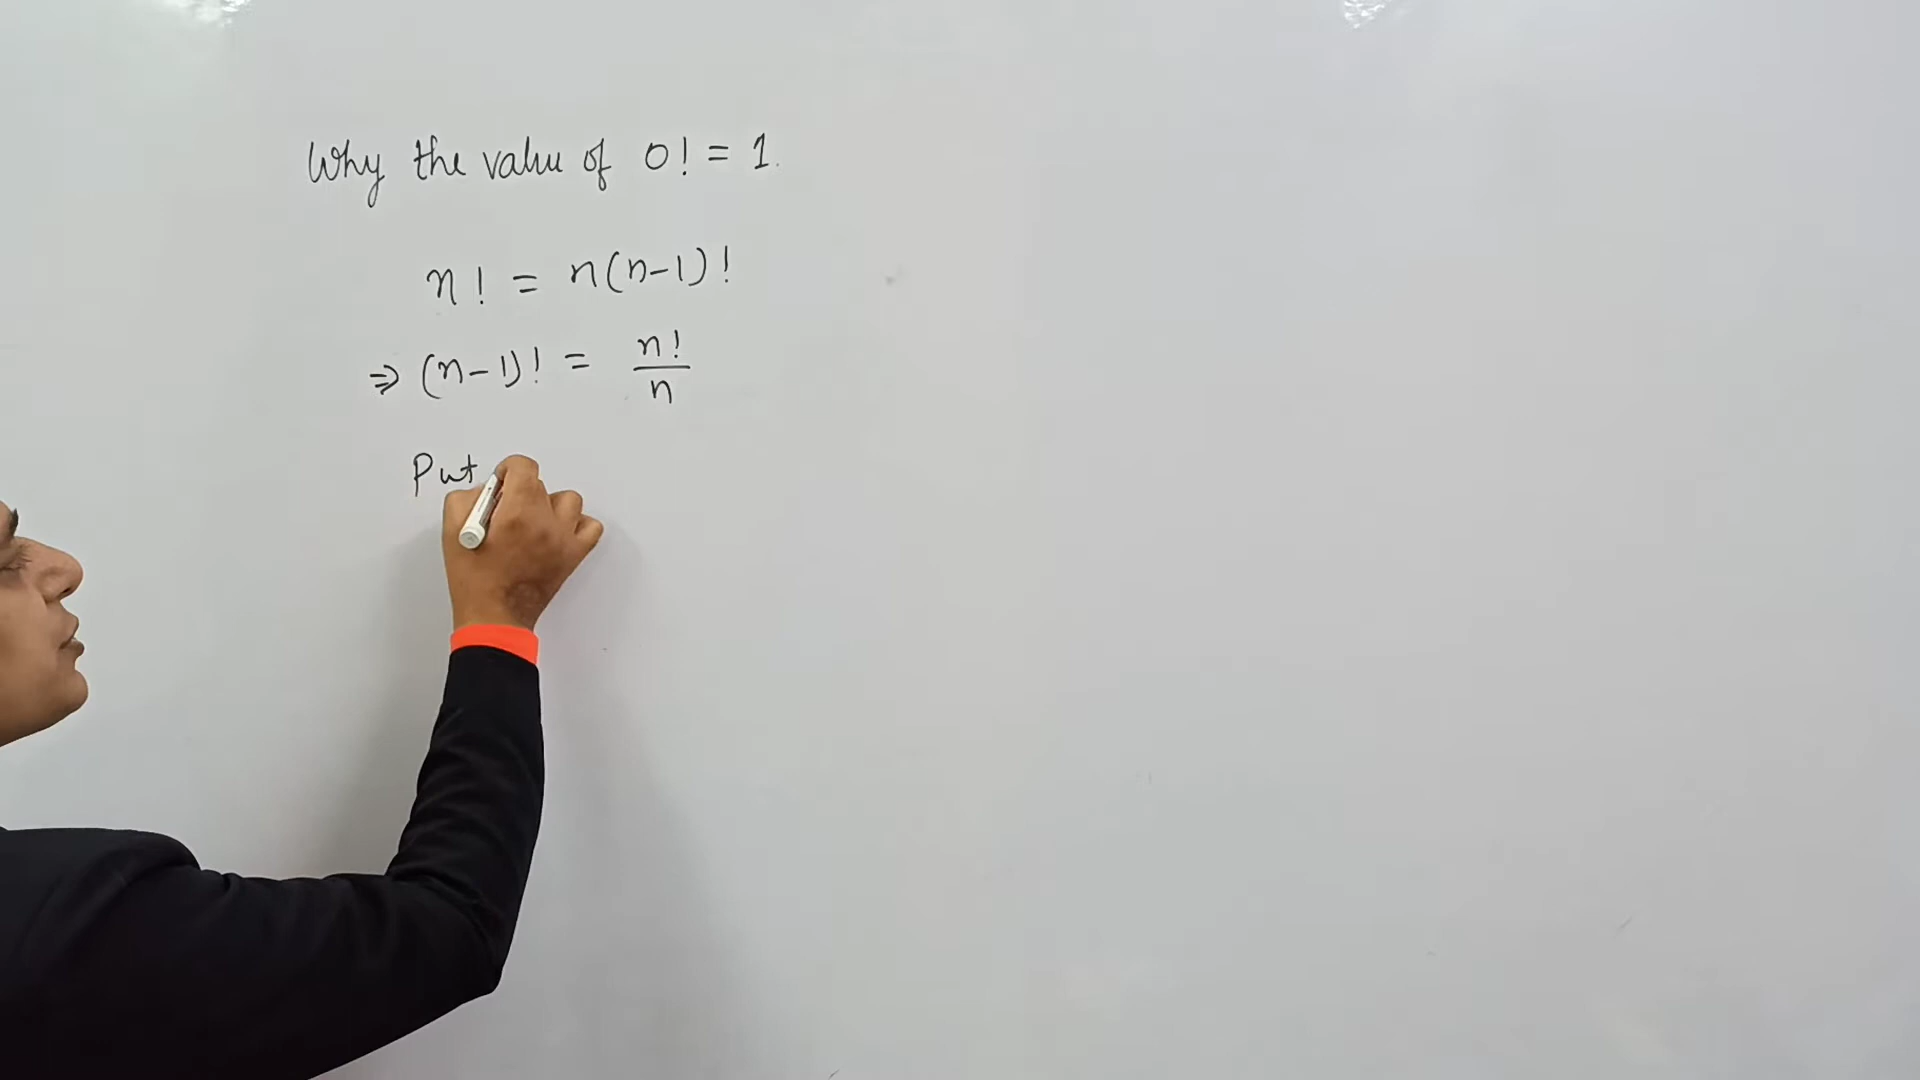 Why the value of 0! = 1.
n! = n(n-1)!
⇒ (n-1)! = n!/n
Put